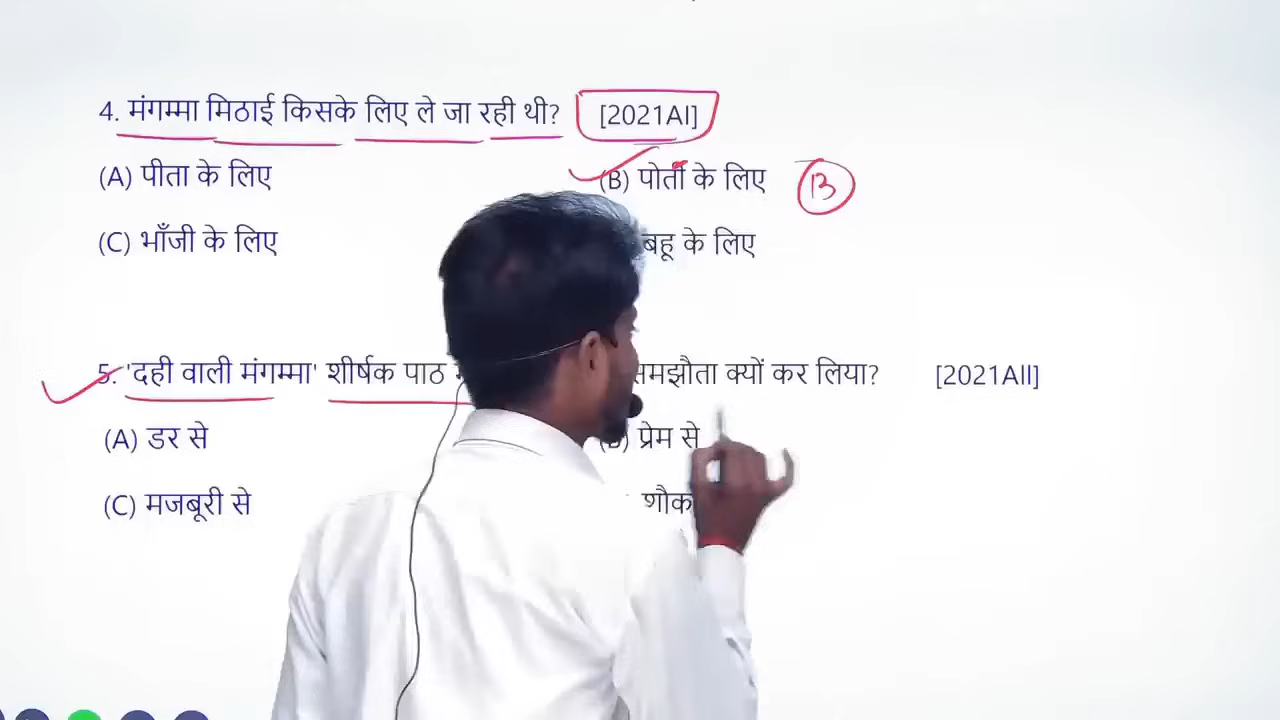 4. मंगम्मा मिठाई किसके लिए ले जा रही थी? [2021AI]
(A) पीता के लिए (B) पोतों के लिए B
(C) भाँजी के लिए बहू के लिए
5. 'दही वाली मंगम्मा' शीर्षक पाठ समझौता क्यों कर लिया? [2021AII]
(A) डर से (B) प्रेम से
(C) मजबूरी से शौक